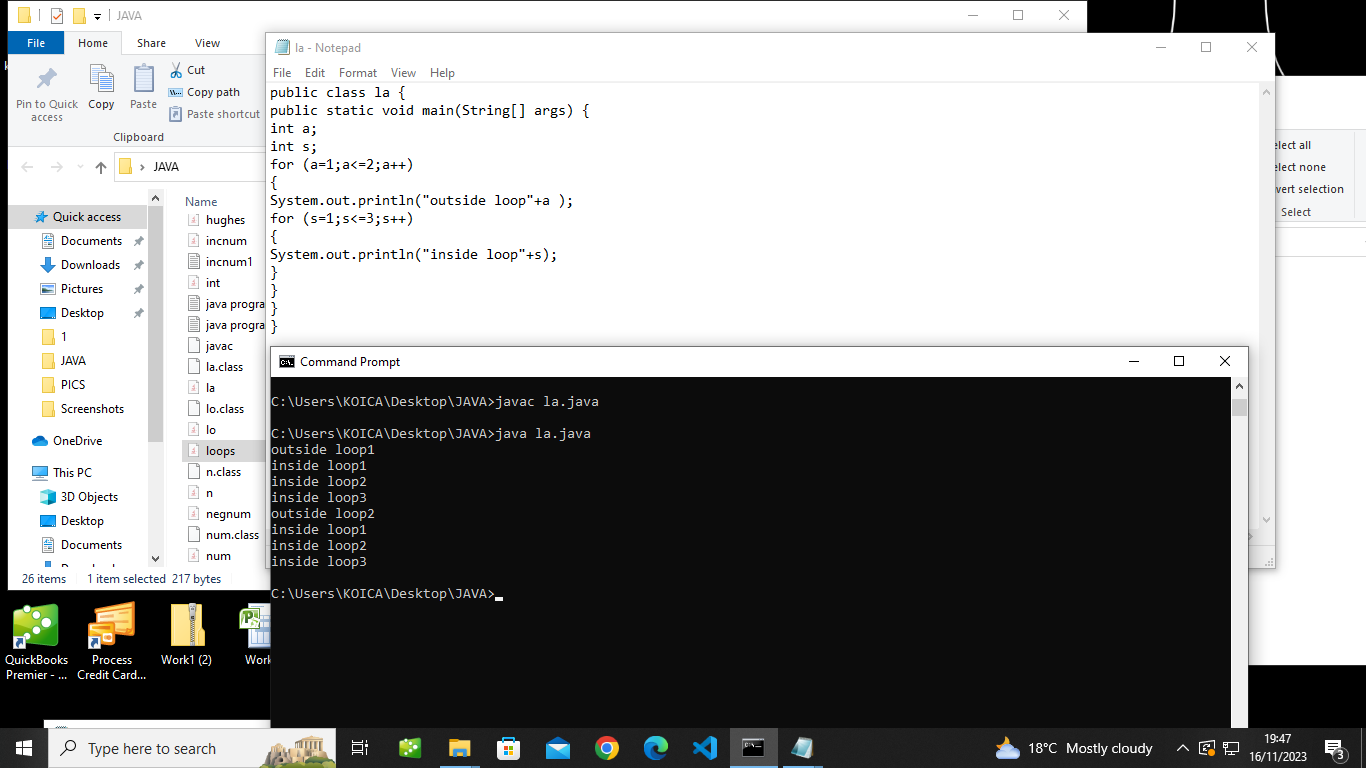 JAVA
File Home Share View
Pin to Quick access
Copy
Paste
Cut
Copy path
Paste shortcut
Clipboard
JAVA
Quick access
Documents
Downloads
Pictures
Desktop
1
JAVA
PICS
Screenshots
OneDrive
This PC
3D Objects
Desktop
Documents
Name
hughes
incnum
incnum1
int
java progra
java progra
javac
la.class
la
lo.class
lo
loops
n.class
n
negnum
num.class
num
26 items 1 item selected 217 bytes
la - Notepad
File Edit Format View Help
public class la {
public static void main(String[] args) {
int a;
int s;
for (a=1;a<=2;a++)
{
System.out.println("outside loop"+a );
for (s=1;s<=3;s++)
{
System.out.println("inside loop"+s);
}
}
}
}
elect all
elect none
vert selection
Select
Command Prompt
C:\Users\KOICA\Desktop\JAVA>javac la.java
C:\Users\KOICA\Desktop\JAVA>java la.java
outside loop1
inside loop1
inside loop2
inside loop3
outside loop2
inside loop1
inside loop2
inside loop3
C:\Users\KOICA\Desktop\JAVA>
QuickBooks
Premier - ...
Process
Credit Card...
Work1 (2)
Work
Type here to search
18°C Mostly cloudy
19:47
16/11/2023
3